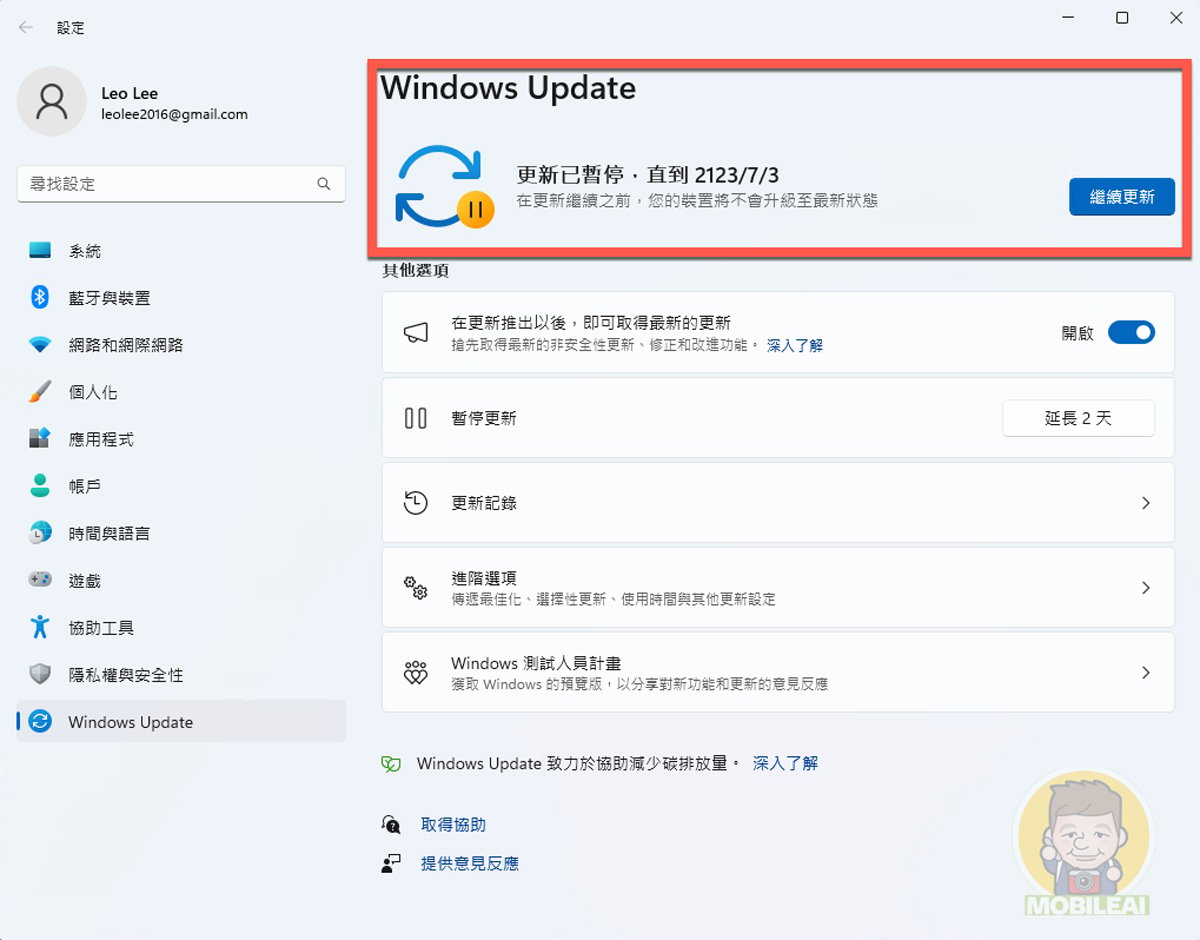 設定
Leo Lee
leolee2016@gmail.com
尋找設定
系統
藍牙與裝置
網路和網際網路
個人化
應用程式
帳戶
時間與語言
遊戲
協助工具
隱私權與安全性
Windows Update
Windows Update
更新已暫停，直到 2123/7/3
在更新繼續之前，您的裝置將不會升級至最新狀態
繼續更新
其他選項
在更新推出以後，即可取得最新的更新
搶先取得最新的非安全性更新、修正和改進功能。 深入了解
開啟
暫停更新
延長 2 天
更新記錄
進階選項
傳遞最佳化、選擇性更新、使用時間與其他更新設定
Windows 測試人員計畫
獲取 Windows 的預覽版，以分享對新功能和更新的意見反應
Windows Update 致力於協助減少碳排放量。 深入了解
取得協助
提供意見反應
MOBILEAI